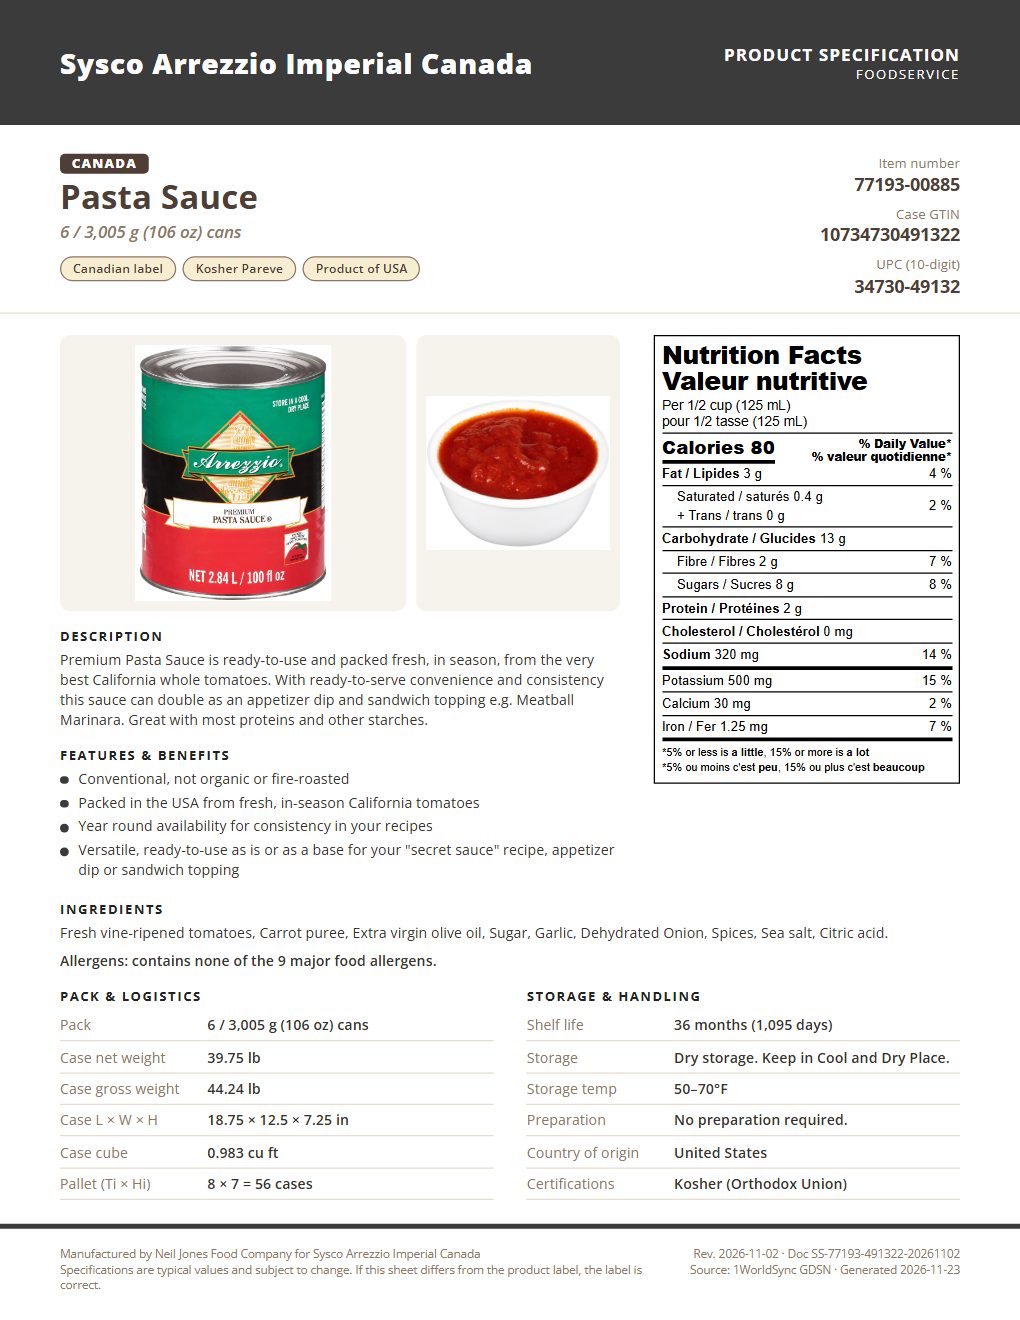 Sysco Arrezzio Imperial Canada
PRODUCT SPECIFICATION
FOODSERVICE
CANADA
Pasta Sauce
6 / 3,005 g (106 oz) cans
Canadian label
Kosher Pareve
Product of USA
Item number
77193-00885
Case GTIN
10734730491322
UPC (10-digit)
34730-49132
STORE IN A COOL,
DRY PLACE
Arrezzio
PREMIUM
PASTA SAUCE
NET 2.84 L / 100 fl oz
Nutrition Facts
Valeur nutritive
Per 1/2 cup (125 mL)
pour 1/2 tasse (125 mL)
Calories 80
% Daily Value*
% valeur quotidienne*
Fat / Lipides 3 g 4 %
Saturated / saturés 0.4 g
+ Trans / trans 0 g
2 %
Carbohydrate / Glucides 13 g
Fibre / Fibres 2 g 7 %
Sugars / Sucres 8 g 8 %
Protein / Protéines 2 g
Cholesterol / Cholestérol 0 mg
Sodium 320 mg 14 %
Potassium 500 mg 15 %
Calcium 30 mg 2 %
Iron / Fer 1.25 mg 7 %
*5% or less is a little, 15% or more is a lot
*5% ou moins c'est peu, 15% ou plus c'est beaucoup
DESCRIPTION
Premium Pasta Sauce is ready-to-use and packed fresh, in season, from the very
best California whole tomatoes. With ready-to-serve convenience and consistency
this sauce can double as an appetizer dip and sandwich topping e.g. Meatball
Marinara. Great with most proteins and other starches.
FEATURES & BENEFITS
Conventional, not organic or fire-roasted
Packed in the USA from fresh, in-season California tomatoes
Year round availability for consistency in your recipes
Versatile, ready-to-use as is or as a base for your "secret sauce" recipe, appetizer
dip or sandwich topping
INGREDIENTS
Fresh vine-ripened tomatoes, Carrot puree, Extra virgin olive oil, Sugar, Garlic, Dehydrated Onion, Spices, Sea salt, Citric acid.
Allergens: contains none of the 9 major food allergens.
PACK & LOGISTICS
Pack 6 / 3,005 g (106 oz) cans
Case net weight 39.75 lb
Case gross weight 44.24 lb
Case L × W × H 18.75 × 12.5 × 7.25 in
Case cube 0.983 cu ft
Pallet (Ti × Hi) 8 × 7 = 56 cases
STORAGE & HANDLING
Shelf life 36 months (1,095 days)
Storage Dry storage. Keep in Cool and Dry Place.
Storage temp 50–70°F
Preparation No preparation required.
Country of origin United States
Certifications Kosher (Orthodox Union)
Manufactured by Neil Jones Food Company for Sysco Arrezzio Imperial Canada
Specifications are typical values and subject to change. If this sheet differs from the product label, the label is
correct.
Rev. 2026-11-02 · Doc SS-77193-491322-20261102
Source: 1WorldSync GDSN · Generated 2026-11-23